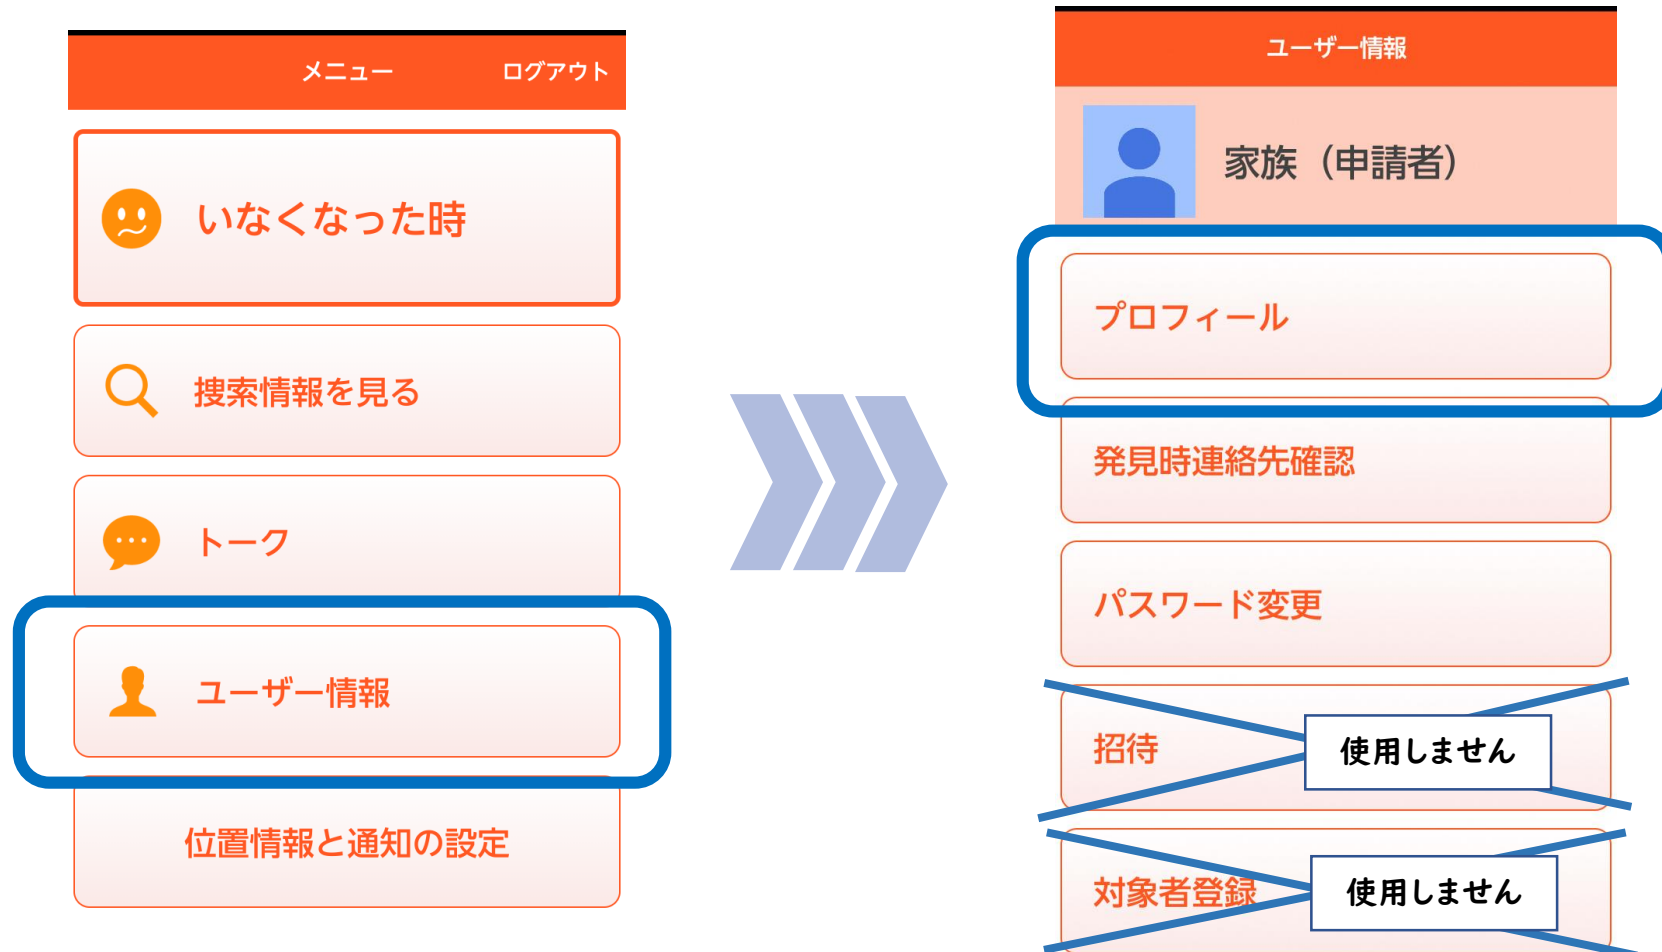 メニュー
ログアウト
いなくなった時
捜索情報を見る
トーク
ユーザー情報
位置情報と通知の設定
ユーザー情報
家族（申請者）
プロフィール
発見時連絡先確認
パスワード変更
招待
使用しません
対象者登録
使用しません